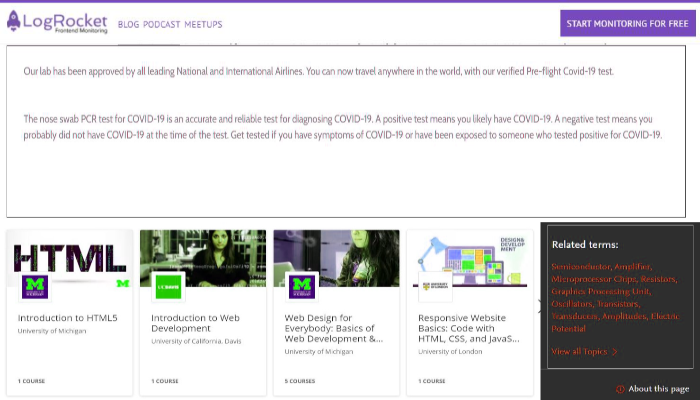 LogRocket
Frontend Monitoring
BLOG PODCAST MEETUPS
START MONITORING FOR FREE
Our lab has been approved by all leading National and International Airlines. You can now travel anywhere in the world, with our verified Pre-flight Covid-19 test.
The nose swab PCR test for COVID-19 is an accurate and reliable test for diagnosing COVID-19. A positive test means you likely have COVID-19. A negative test means you
probably did not have COVID-19 at the time of the test. Get tested if you have symptoms of COVID-19 or have been exposed to someone who tested positive for COVID-19.
HTML
Introduction to HTML5
University of Michigan
1 COURSE
UCDAVIS
Introduction to Web
Development
University of California, Davis
1 COURSE
Web Design for
Everybody: Basics of
Web Development &...
University of Michigan
5 COURSES
DESIGN&
DEVELOP
MENT
Responsive Website
Basics: Code with
HTML, CSS, and JavaS...
University of London
1 COURSE
Related terms:
Semiconductor, Amplifier,
Microprocessor Chips, Resistors,
Graphics Processing Unit,
Oscillators, Transistors,
Transducers, Amplitudes, Electric
Potential
View all Topics
About this page